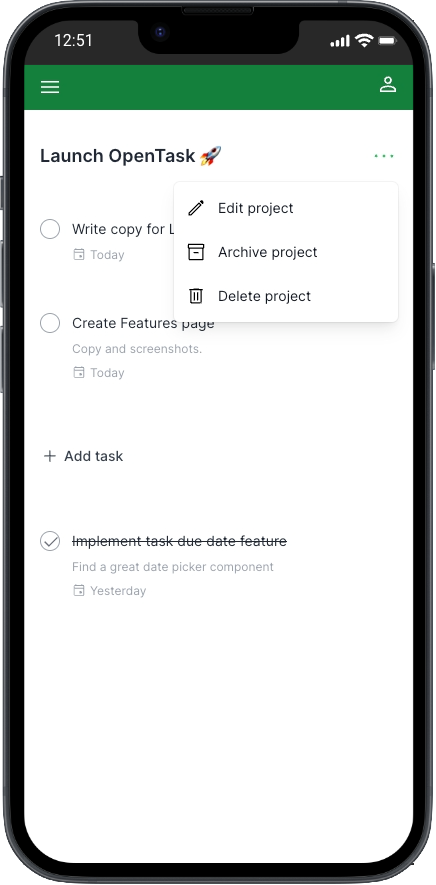 12:51
Launch OpenTask 🚀
Edit project
Write copy for L
Today
Archive project
Delete project
Create Features page
Copy and screenshots.
Today
Add task
Implement task due date feature
Find a great date picker component
Yesterday